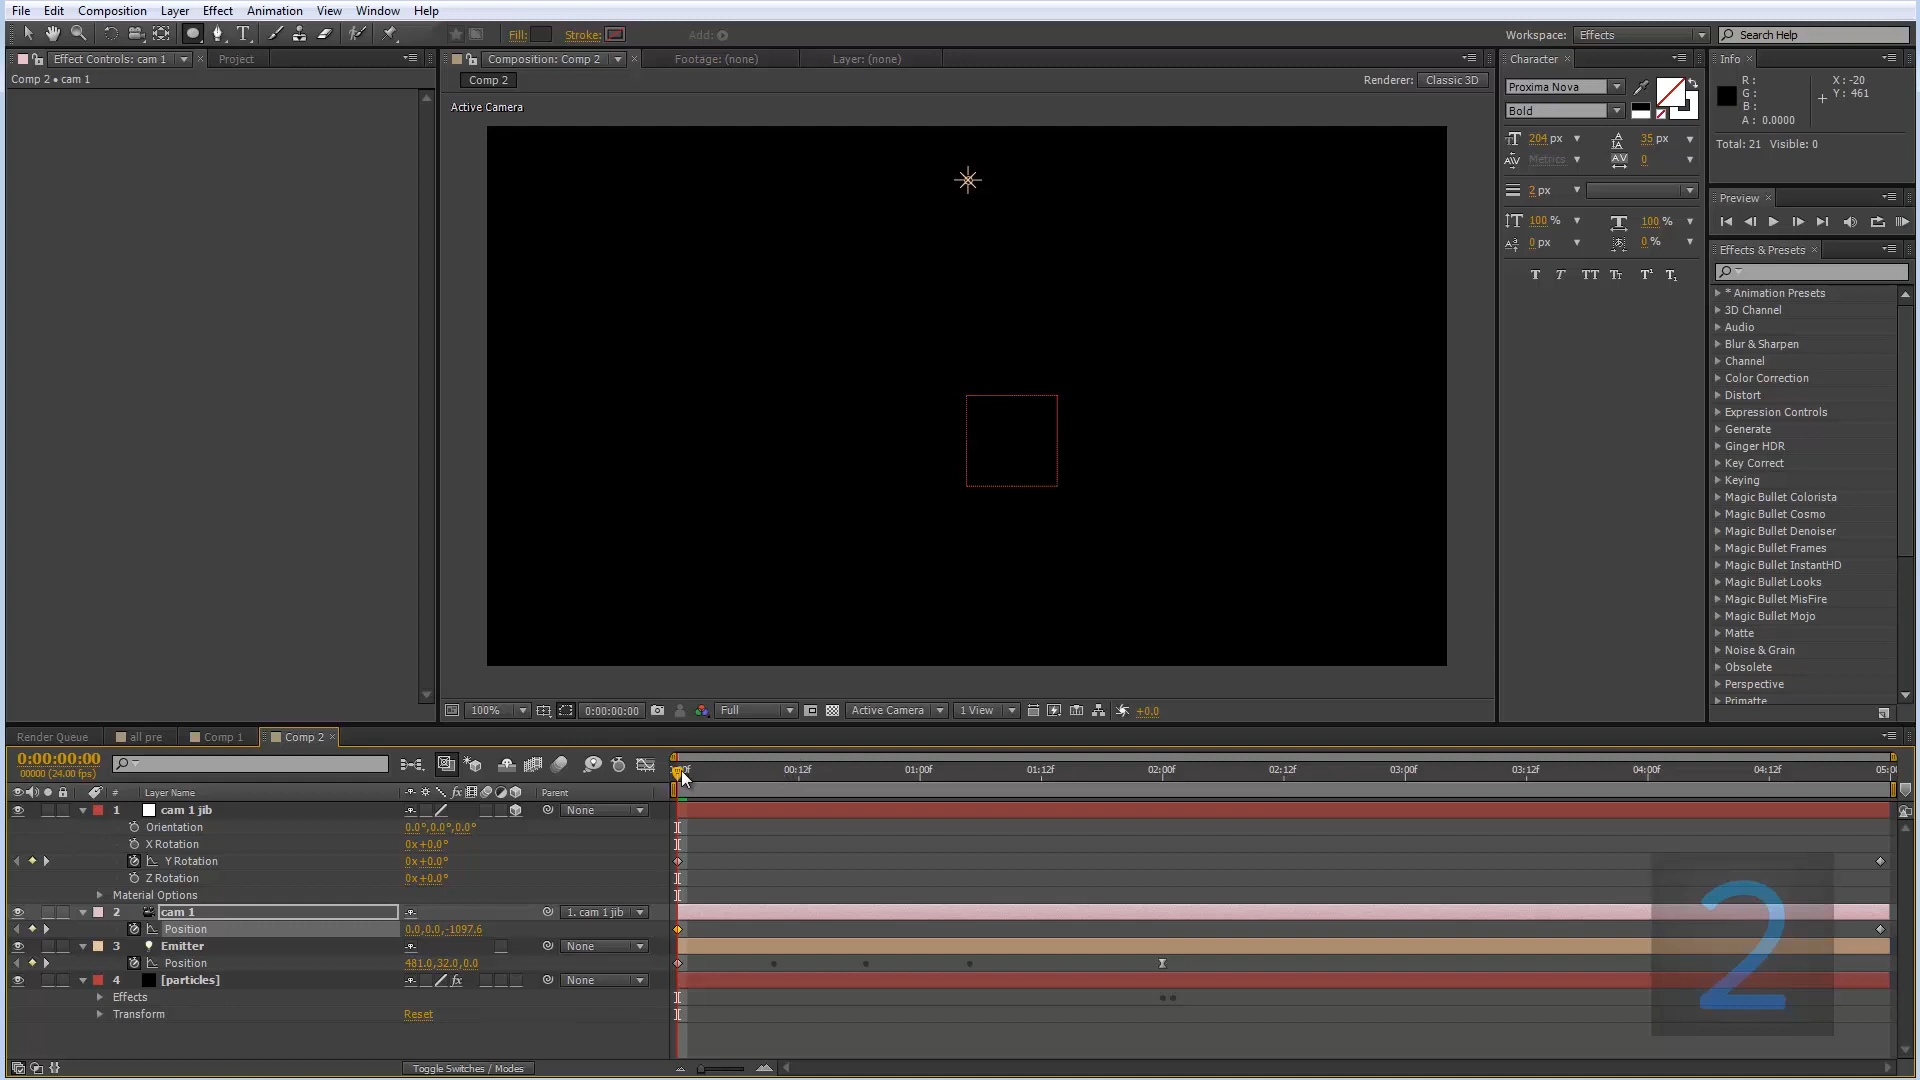 File Edit Composition Layer Effect Animation View Window Help
Fill: Stroke: Add: Workspace: Effects Search Help
Effect Controls: cam 1 Project
Comp 2 • cam 1
Composition: Comp 2 Footage: (none) Layer: (none)
Comp 2 Renderer: Classic 3D
Active Camera
100% 0:00:00:00 Full Active Camera 1 View +0.0
Character
Proxima Nova
Bold
204 px 35 px
Metrics 0
2 px
100 % 100 %
0 px 0 %
T T TT Tt T¹ T₁
Info
R : X : -20
G : Y : 461
B :
A : 0.0000
Total: 21 Visible: 0
Preview
Effects & Presets
* Animation Presets
3D Channel
Audio
Blur & Sharpen
Channel
Color Correction
Distort
Expression Controls
Generate
Ginger HDR
Key Correct
Keying
Magic Bullet Colorista
Magic Bullet Cosmo
Magic Bullet Denoiser
Magic Bullet Frames
Magic Bullet InstantHD
Magic Bullet Looks
Magic Bullet MisFire
Magic Bullet Mojo
Matte
Noise & Grain
Obsolete
Perspective
Primatte
Render Queue all pre Comp 1 Comp 2
0:00:00:00
00000 (24.00 fps)
00:12f 01:00f 01:12f 02:00f 02:12f 03:00f 03:12f 04:00f 04:12f 05:0
# Layer Name fx Parent
1 cam 1 jib None
Orientation 0.0°,0.0°,0.0°
X Rotation 0x+0.0°
Y Rotation 0x+0.0°
Z Rotation 0x+0.0°
Material Options
2 cam 1 1. cam 1 jib
Position 0.0,0.0,-1097.6
3 Emitter None
Position 481.0,32.0,0.0
4 [particles] fx None
Effects
Transform Reset
Toggle Switches / Modes
2